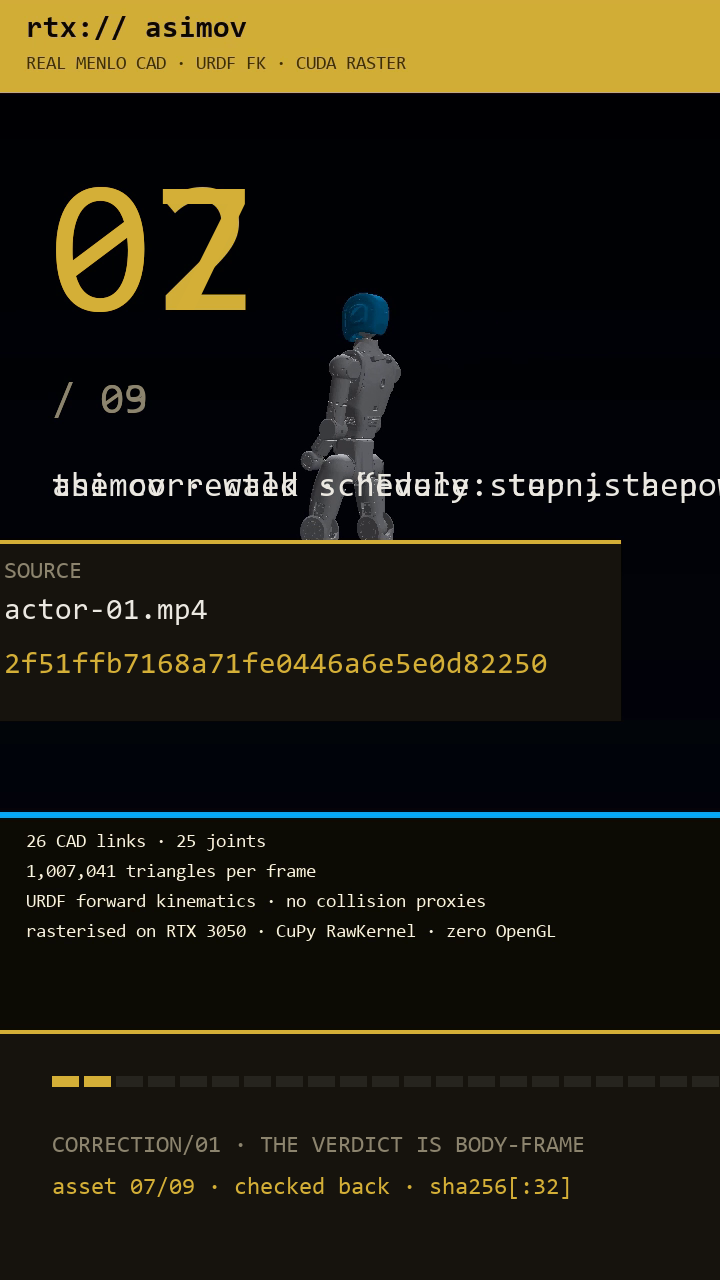 rtx:// asimov
REAL MENLO CAD · URDF FK · CUDA RASTER
/ 09
SOURCE
actor-01.mp4
2f51ffb7168a71fe0446a6e5e0d82250
26 CAD links · 25 joints
1,007,041 triangles per frame
URDF forward kinematics · no collision proxies
rasterised on RTX 3050 · CuPy RawKernel · zero OpenGL
CORRECTION/01 · THE VERDICT IS BODY-FRAME
asset 07/09 · checked back · sha256[:32]